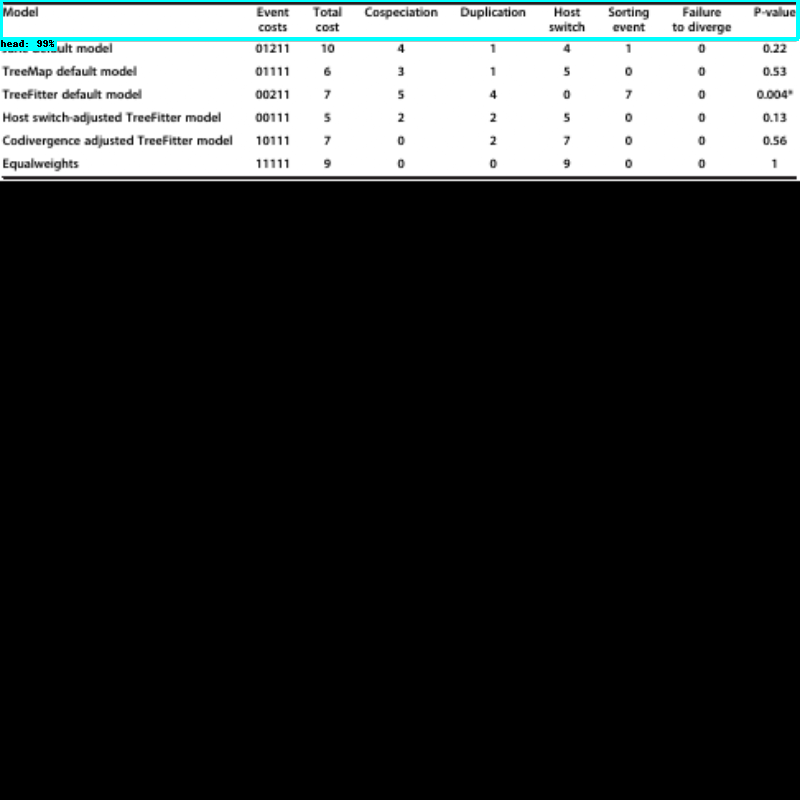 Model Event costs Total cost Cospeciation Duplication Host switch Sorting event Failure to diverge P-value
head: 99%
default model 01211 10 4 1 4 1 0 0.22
TreeMap default model 01111 6 3 1 5 0 0 0.53
TreeFitter default model 00211 7 5 4 0 7 0 0.004*
Host switch-adjusted TreeFitter model 00111 5 2 2 5 0 0 0.13
Codivergence adjusted TreeFitter model 10111 7 0 2 7 0 0 0.56
Equalweights 11111 9 0 0 9 0 0 1